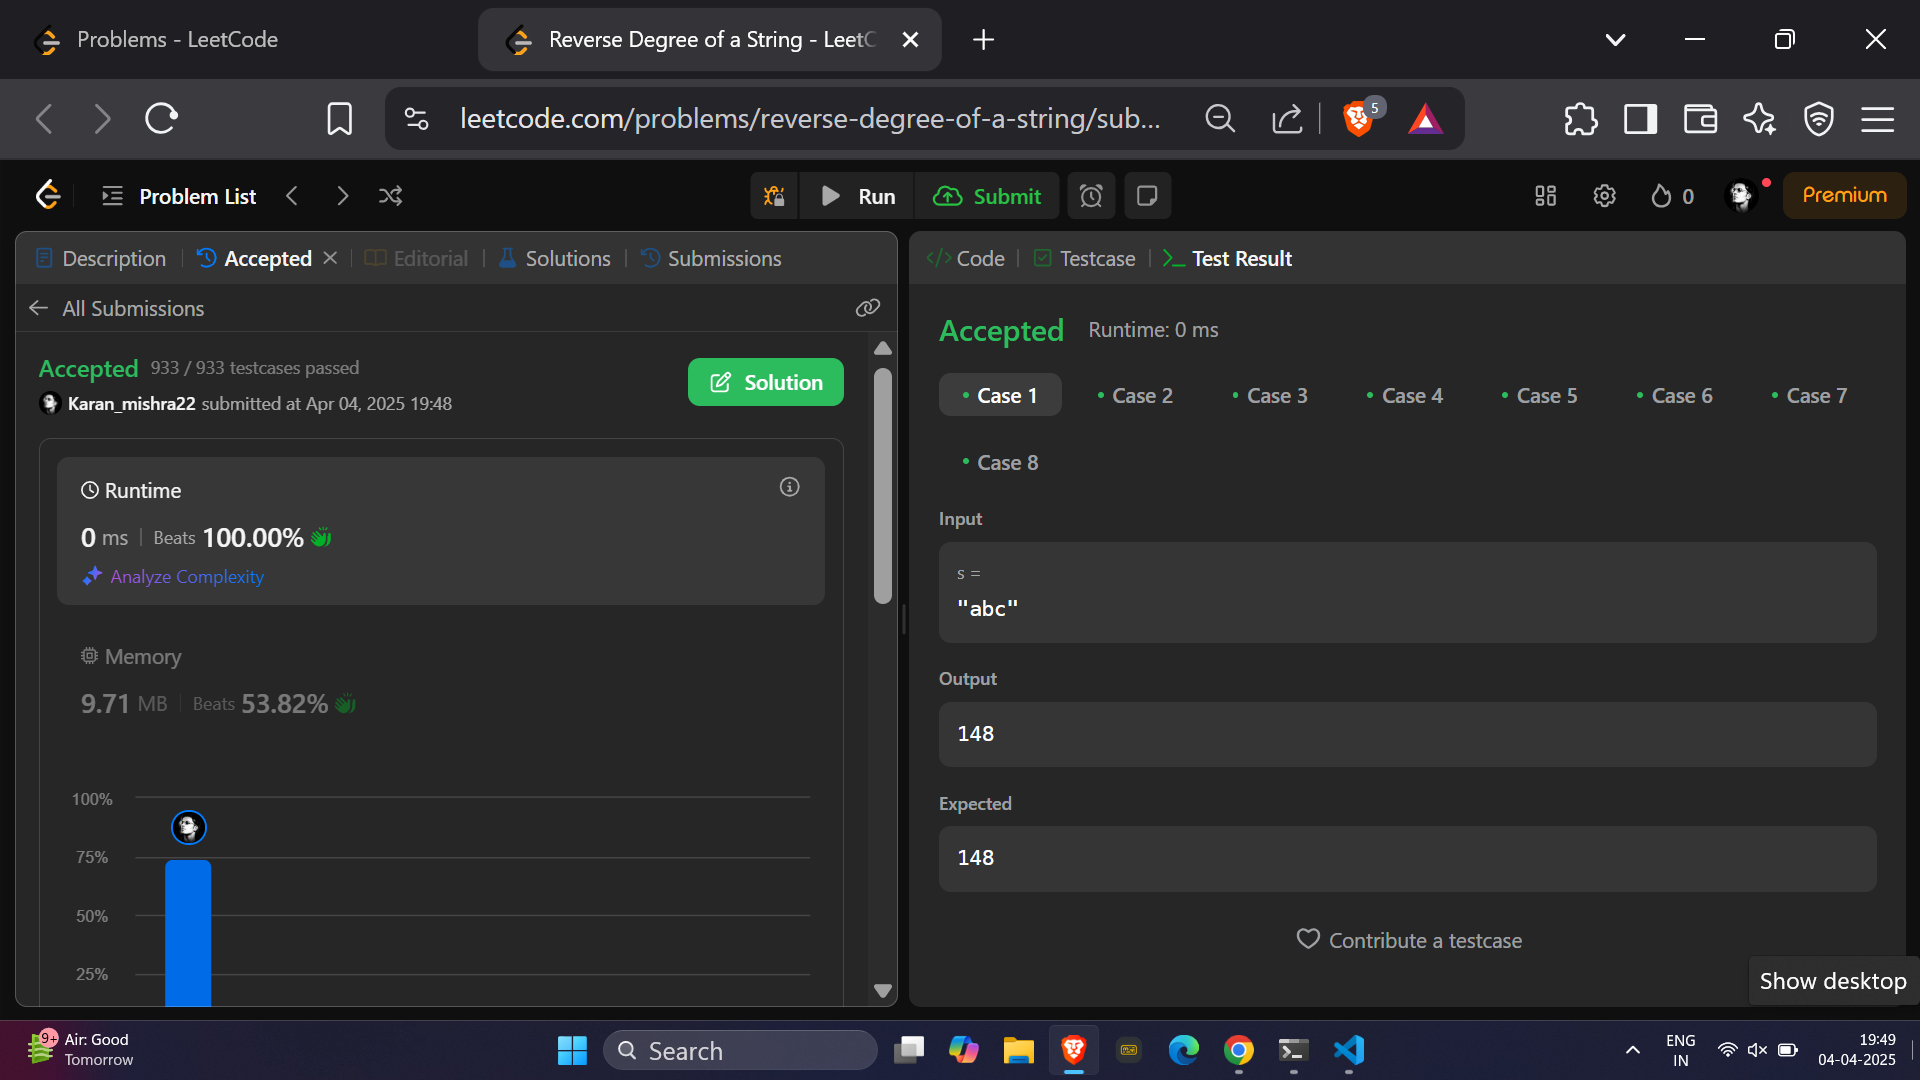 Problems - LeetCode
Reverse Degree of a String - Leet
leetcode.com/problems/reverse-degree-of-a-string/sub...
5
Problem List
Run
Submit
0
Premium
Description
Accepted
Editorial
Solutions
Submissions
All Submissions
Accepted 933 / 933 testcases passed
Karan_mishra22 submitted at Apr 04, 2025 19:48
Solution
Runtime
0 ms Beats 100.00%
Analyze Complexity
Memory
9.71 MB Beats 53.82%
100%
75%
50%
25%
</> Code
Testcase
Test Result
Accepted Runtime: 0 ms
Case 1
Case 2
Case 3
Case 4
Case 5
Case 6
Case 7
Case 8
Input
s =
"abc"
Output
148
Expected
148
Contribute a testcase
Show desktop
9+
Air: Good
Tomorrow
Search
ENG
IN
19:49
04-04-2025